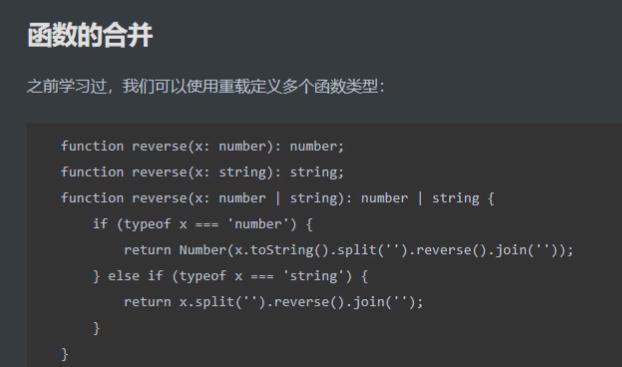 函数的合并
之前学习过，我们可以使用重载定义多个函数类型：
function reverse(x: number): number;
function reverse(x: string): string;
function reverse(x: number | string): number | string {
    if (typeof x === 'number') {
        return Number(x.toString().split('').reverse().join(''));
    } else if (typeof x === 'string') {
        return x.split('').reverse().join('');
    }
}